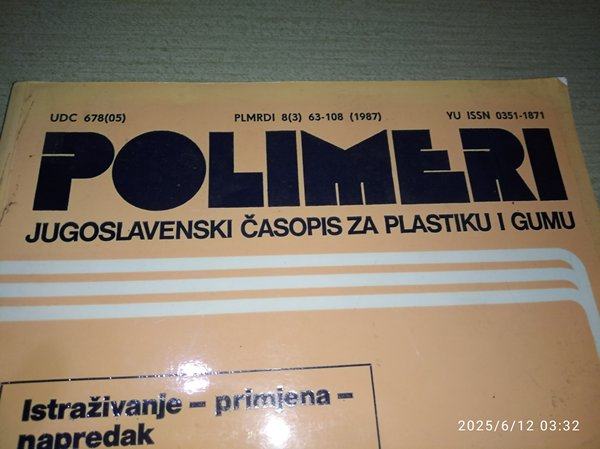 UDC 678(05) PLMRDI 8(3) 63-108 (1987) YU ISSN 0351-1871
POLIMERI
JUGOSLAVENSKI ČASOPIS ZA PLASTIKU I GUMU
Istraživanje – primjena –
napredak
2025/6/12 03:32